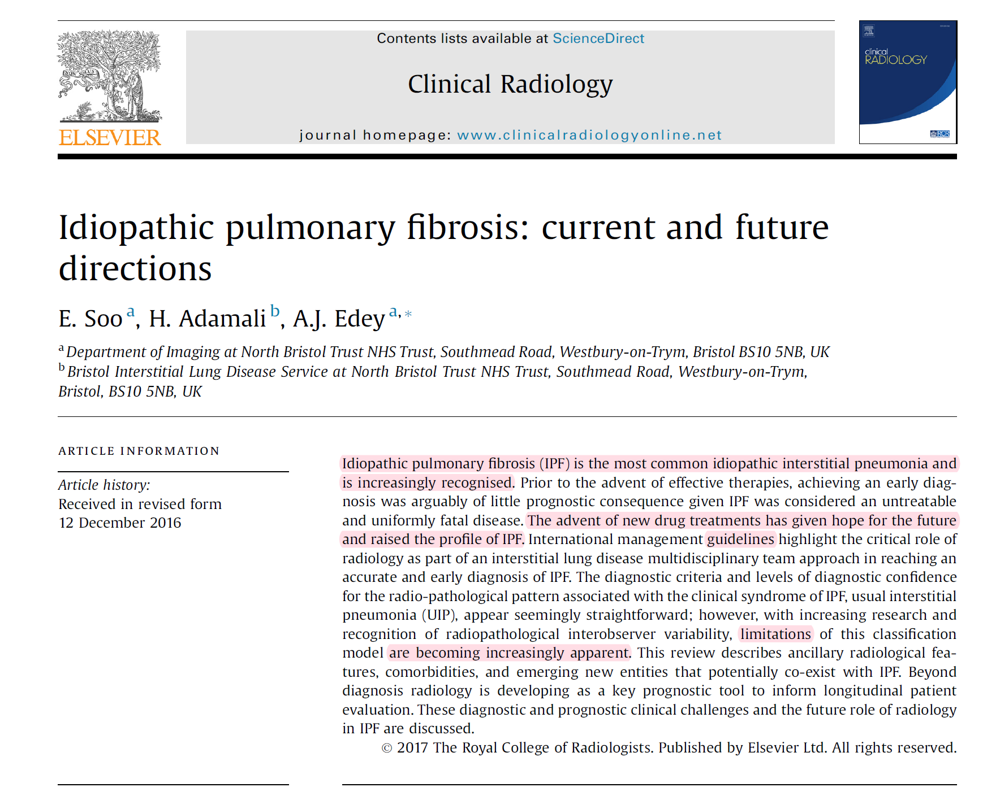 Contents lists available at ScienceDirect
Clinical Radiology
journal homepage: www.clinicalradiologyonline.net
NON SOLUS
ELSEVIER
clinical
RADIOLOGY
RCR
Idiopathic pulmonary fibrosis: current and future
directions
E. Soo a, H. Adamali b, A.J. Edey a,*
a Department of Imaging at North Bristol Trust NHS Trust, Southmead Road, Westbury-on-Trym, Bristol BS10 5NB, UK
b Bristol Interstitial Lung Disease Service at North Bristol Trust NHS Trust, Southmead Road, Westbury-on-Trym,
Bristol, BS10 5NB, UK
ARTICLE INFORMATION
Article history:
Received in revised form
12 December 2016
Idiopathic pulmonary fibrosis (IPF) is the most common idiopathic interstitial pneumonia and
is increasingly recognised. Prior to the advent of effective therapies, achieving an early diag-
nosis was arguably of little prognostic consequence given IPF was considered an untreatable
and uniformly fatal disease. The advent of new drug treatments has given hope for the future
and raised the profile of IPF. International management guidelines highlight the critical role of
radiology as part of an interstitial lung disease multidisciplinary team approach in reaching an
accurate and early diagnosis of IPF. The diagnostic criteria and levels of diagnostic confidence
for the radio-pathological pattern associated with the clinical syndrome of IPF, usual interstitial
pneumonia (UIP), appear seemingly straightforward; however, with increasing research and
recognition of radiopathological interobserver variability, limitations of this classification
model are becoming increasingly apparent. This review describes ancillary radiological fea-
tures, comorbidities, and emerging new entities that potentially co-exist with IPF. Beyond
diagnosis radiology is developing as a key prognostic tool to inform longitudinal patient
evaluation. These diagnostic and prognostic clinical challenges and the future role of radiology
in IPF are discussed.
© 2017 The Royal College of Radiologists. Published by Elsevier Ltd. All rights reserved.